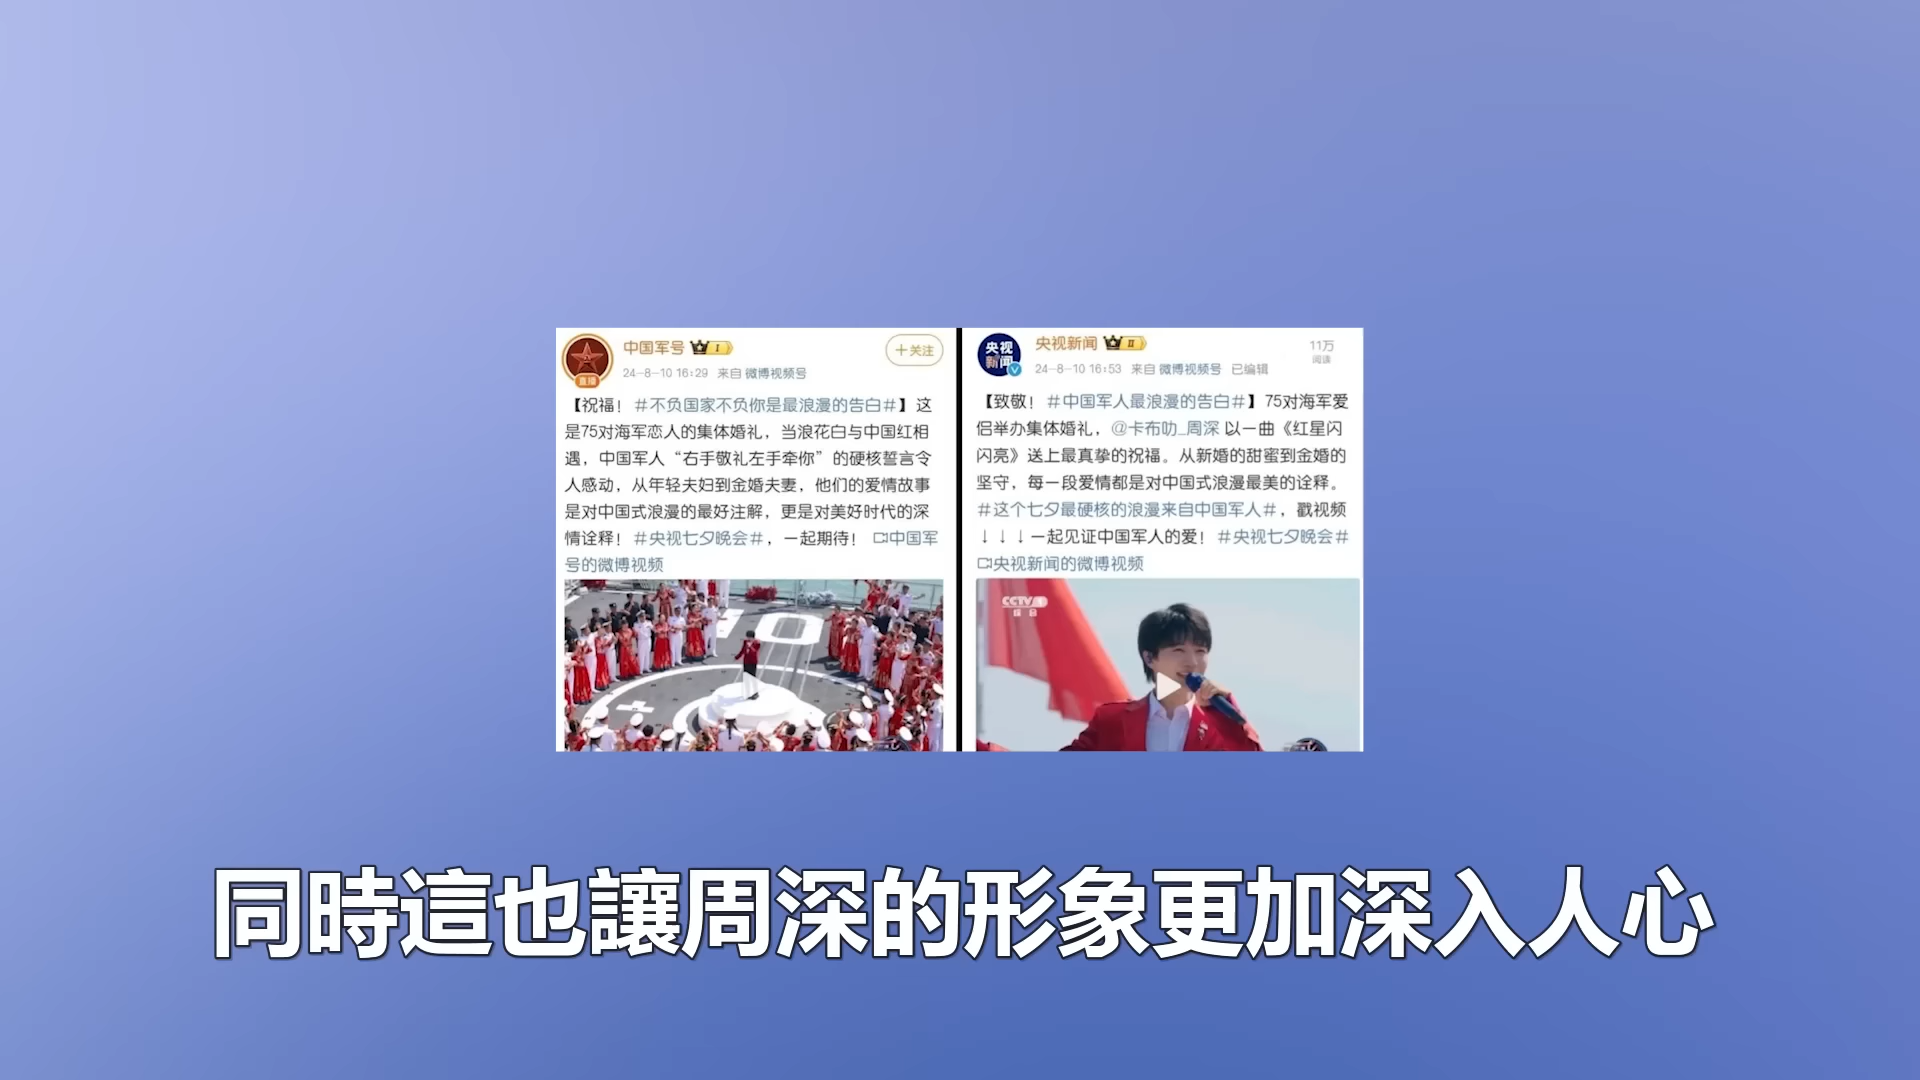 中国军号 I
+关注
24-8-10 16:29 来自 微博视频号
直播
【祝福！#不负国家不负你是最浪漫的告白#】这
是75对海军恋人的集体婚礼，当浪花白与中国红相
遇，中国军人“右手敬礼左手牵你”的硬核誓言令
人感动，从年轻夫妇到金婚夫妻，他们的爱情故事
是对中国式浪漫的最好注解，更是对美好时代的深
情诠释！#央视七夕晚会#，一起期待！ 中国军
号的微博视频
10
央视
新闻
央视新闻 II
11万
阅读
24-8-10 16:53 来自 微博视频号 已编辑
【致敬！#中国军人最浪漫的告白#】75对海军爱
侣举办集体婚礼，@卡布叻_周深 以一曲《红星闪
闪亮》送上最真挚的祝福。从新婚的甜蜜到金婚的
坚守，每一段爱情都是对中国式浪漫最美的诠释。
#这个七夕最硬核的浪漫来自中国军人#，戳视频
↓↓↓一起见证中国军人的爱！#央视七夕晚会#
央视新闻的微博视频
CCTV 1
综合
同時這也讓周深的形象更加深入人心